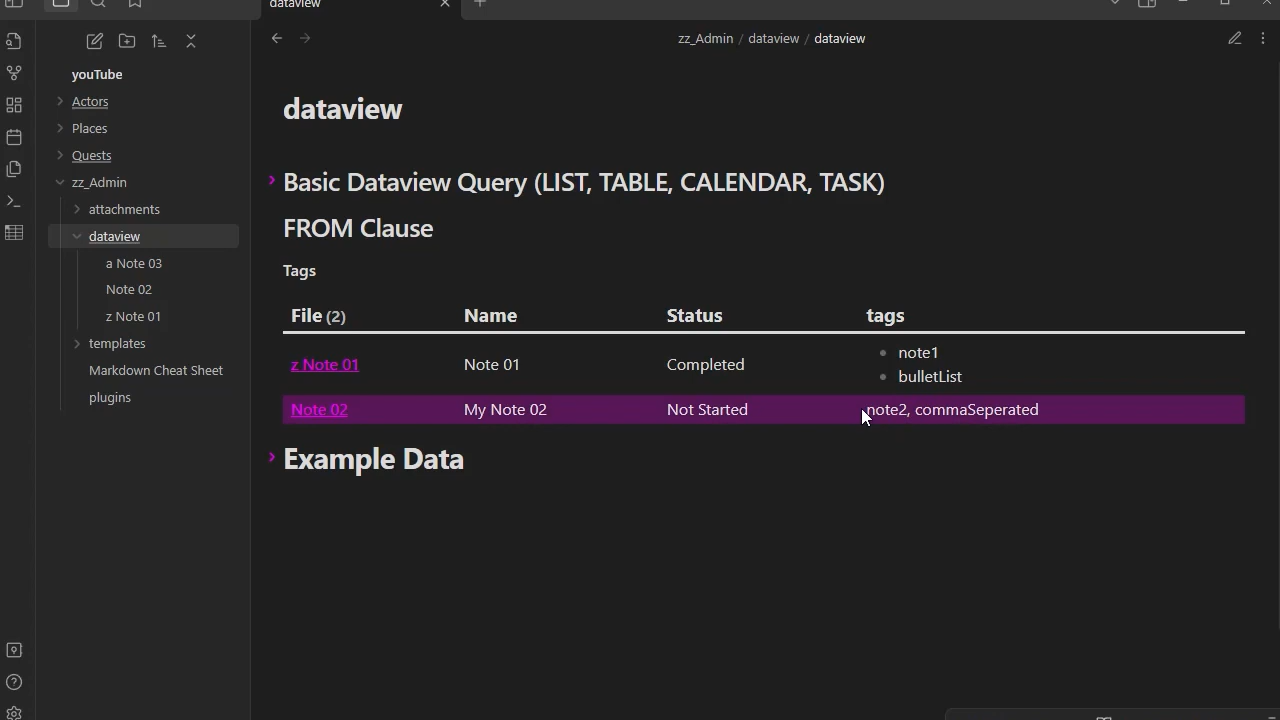 dataview
youTube
Actors
Places
Quests
zz_Admin
attachments
dataview
a Note 03
Note 02
z Note 01
templates
Markdown Cheat Sheet
plugins
zz_Admin / dataview / dataview
dataview
Basic Dataview Query (LIST, TABLE, CALENDAR, TASK)
FROM Clause
Tags
File (2) Name Status tags
z Note 01 Note 01 Completed note1
bulletList
Note 02 My Note 02 Not Started note2, commaSeperated
Example Data